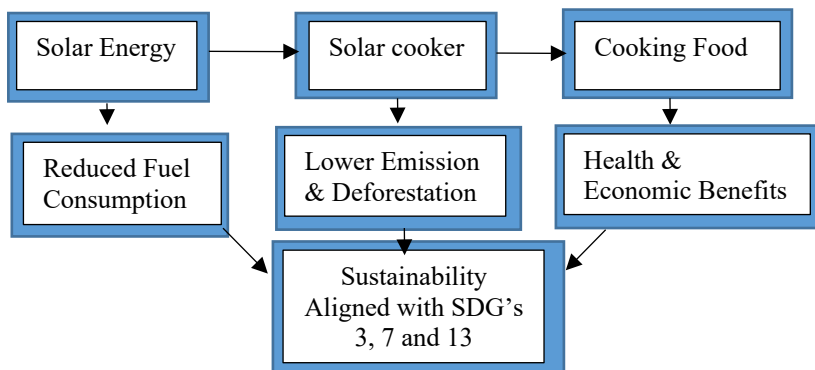 Solar Energy
Solar cooker
Cooking Food
Reduced Fuel
Consumption
Lower Emission
& Deforestation
Health &
Economic Benefits
Sustainability
Aligned with SDG’s
3, 7 and 13